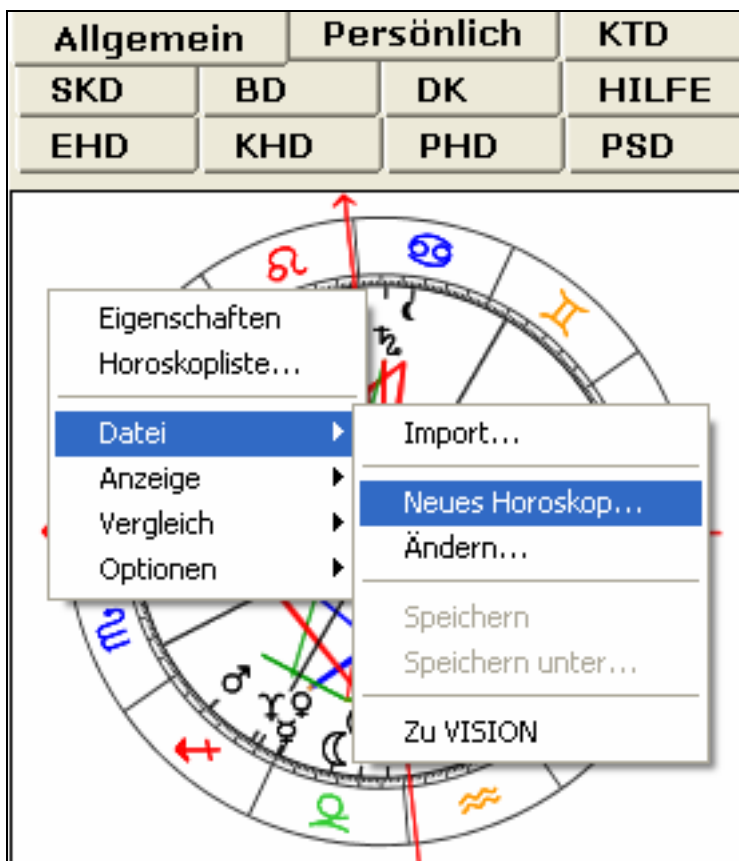 Allgemein Persönlich KTD
SKD BD DK HILFE
EHD KHD PHD PSD
Eigenschaften
Horoskopliste...
Datei
Anzeige
Vergleich
Optionen
Import...
Neues Horoskop...
Ändern...
Speichern
Speichern unter...
Zu VISION